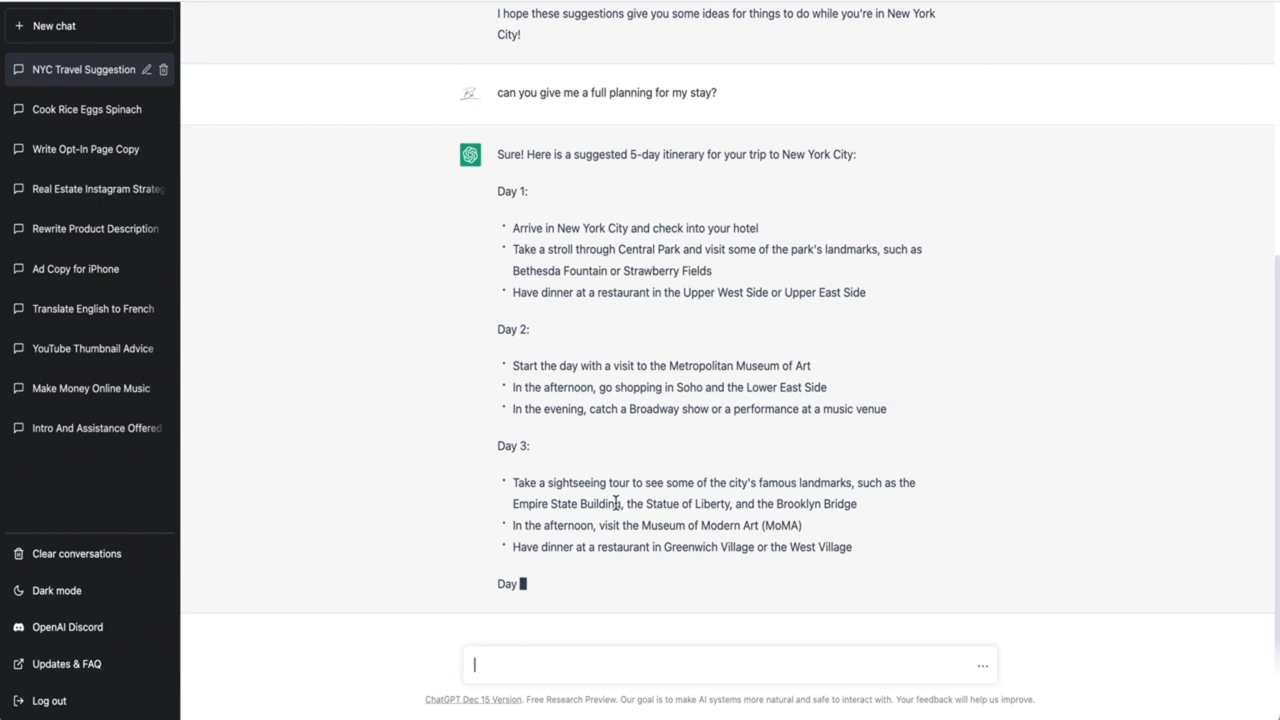 New chat
NYC Travel Suggestion
Cook Rice Eggs Spinach
Write Opt-In Page Copy
Real Estate Instagram Strateg
Rewrite Product Description
Ad Copy for iPhone
Translate English to French
YouTube Thumbnail Advice
Make Money Online Music
Intro And Assistance Offered
Clear conversations
Dark mode
OpenAI Discord
Updates & FAQ
Log out
I hope these suggestions give you some ideas for things to do while you're in New York
City!
can you give me a full planning for my stay?
Sure! Here is a suggested 5-day itinerary for your trip to New York City:
Day 1:
· Arrive in New York City and check into your hotel
· Take a stroll through Central Park and visit some of the park's landmarks, such as
Bethesda Fountain or Strawberry Fields
· Have dinner at a restaurant in the Upper West Side or Upper East Side
Day 2:
· Start the day with a visit to the Metropolitan Museum of Art
· In the afternoon, go shopping in Soho and the Lower East Side
· In the evening, catch a Broadway show or a performance at a music venue
Day 3:
· Take a sightseeing tour to see some of the city's famous landmarks, such as the
Empire State Building, the Statue of Liberty, and the Brooklyn Bridge
· In the afternoon, visit the Museum of Modern Art (MoMA)
· Have dinner at a restaurant in Greenwich Village or the West Village
Day
ChatGPT Dec 15 Version. Free Research Preview. Our goal is to make AI systems more natural and safe to interact with. Your feedback will help us improve.